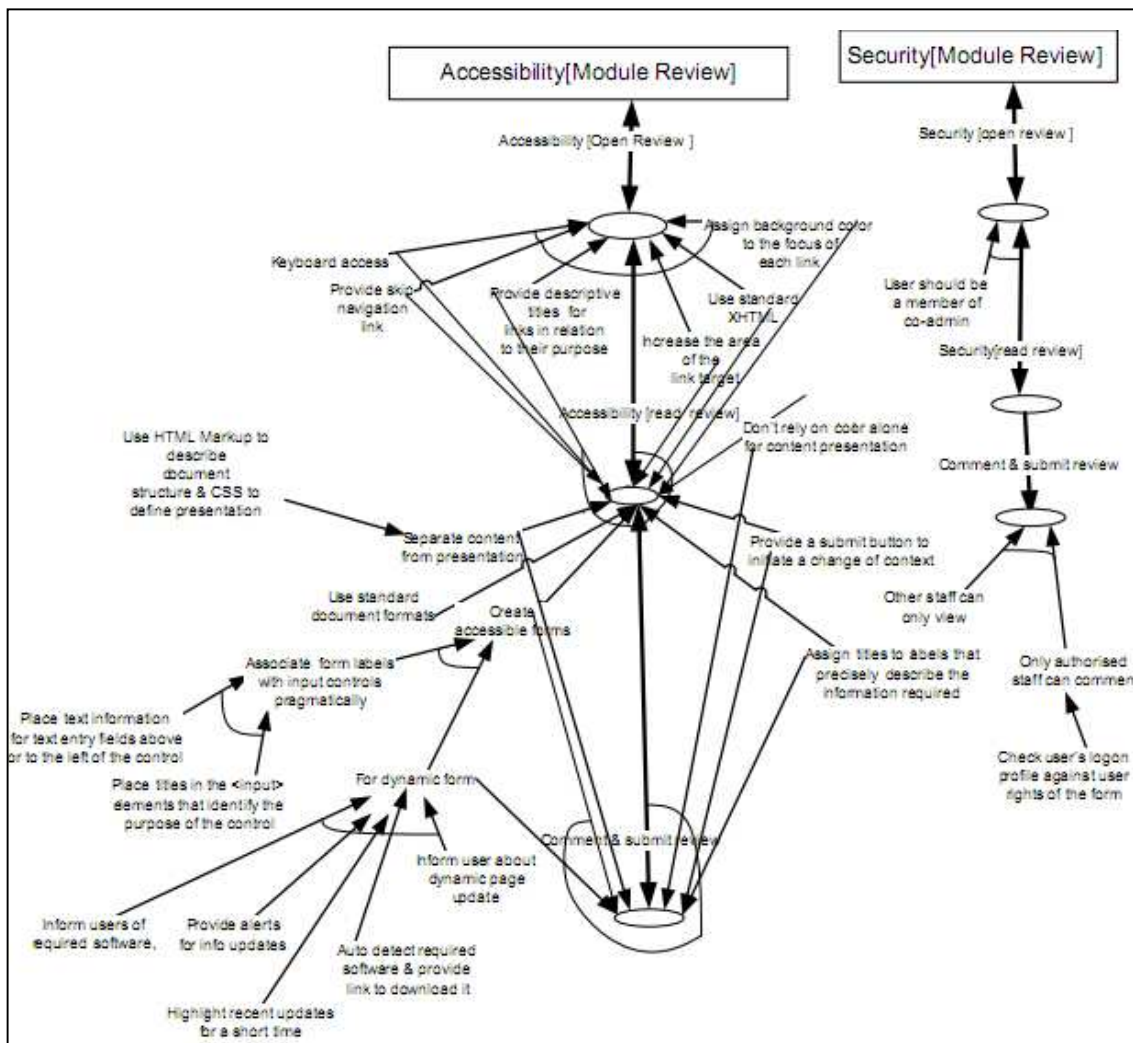 Accessibility[Module Review]
Security[Module Review]
Accessibility [Open Review ]
Security [open review ]
Assign background color
to the focus of
each link
Keyboard access
Provide skip
navigation
link
Provide descriptive
titles for
links in relation
to their purpose
Use standard
XHTML
Increase the area
of the
link target
User should be
a member of
co-admin
Security[read review]
Accessibility [read review]
Don't rely on color alone
for content presentation
Use HTML Markup to
describe
document
structure & CSS to
define presentation
Comment & submit review
Separate content
from presentation
Provide a submit button to
initiate a change of context
Use standard
document formats
Create
accessible forms
Other staff can
only view
Associate form labels
with input controls
pragmatically
Assign titles to labels that
precisely describe the
information required
Only authorised
staff can comment
Place text information
for text entry fields above
or to the left of the control
Place titles in the <input>
elements that identify the
purpose of the control
For dynamic form
Check user's logon
profile against user
rights of the form
Comment & submit review
Inform user about
dynamic page
update
Inform users of
required software,
Provide alerts
for info updates
Auto detect required
software & provide
link to download it
Highlight recent updates
for a short time